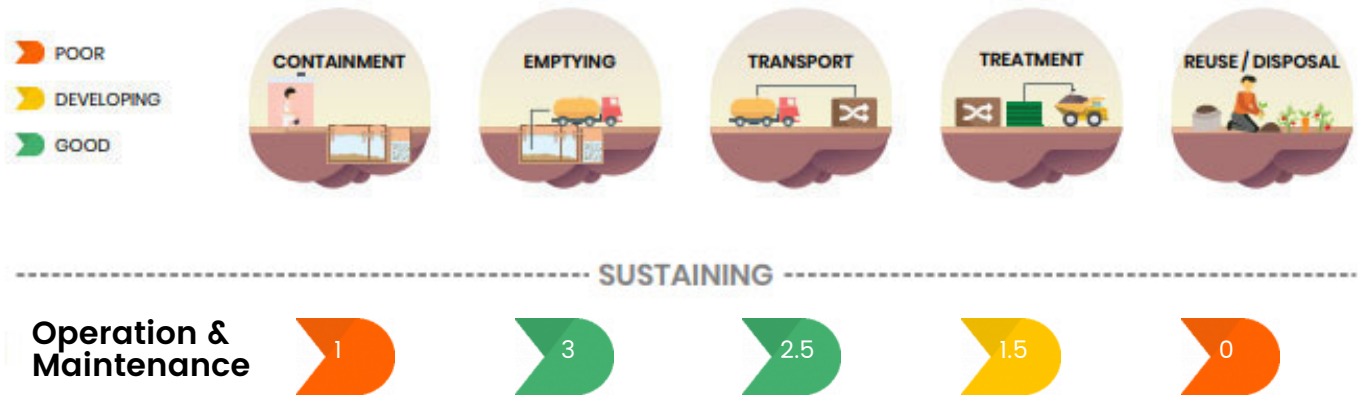 POOR
DEVELOPING
GOOD
CONTAINMENT
EMPTYING
TRANSPORT
TREATMENT
REUSE / DISPOSAL
SUSTAINING
Operation &
Maintenance
1
3
2.5
1.5
0